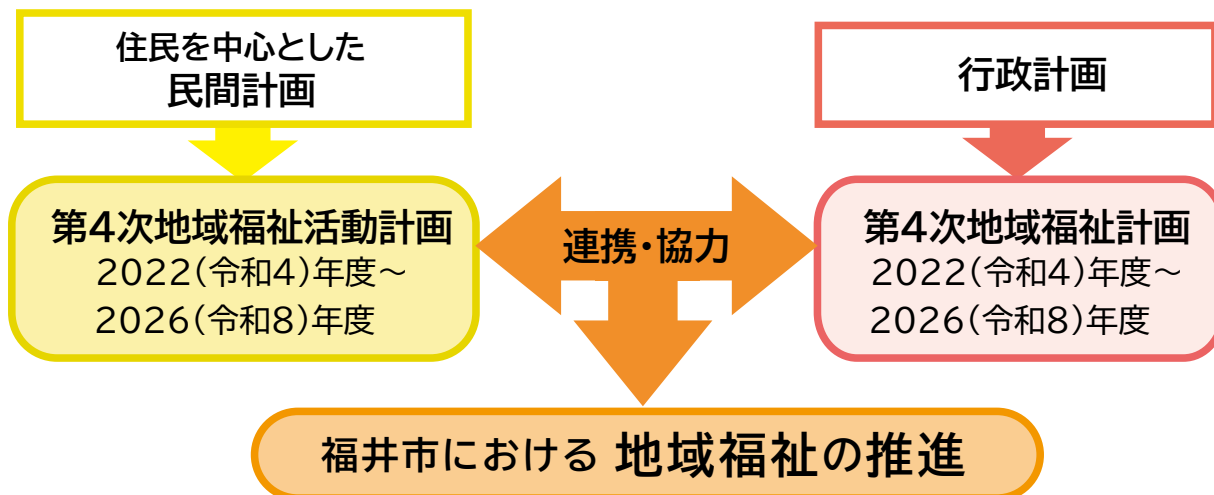 住民を中心とした
民間計画
行政計画
第4次地域福祉活動計画
2022(令和4)年度~
2026(令和8)年度
連携・協力
第4次地域福祉計画
2022(令和4)年度~
2026(令和8)年度
福井市における 地域福祉の推進